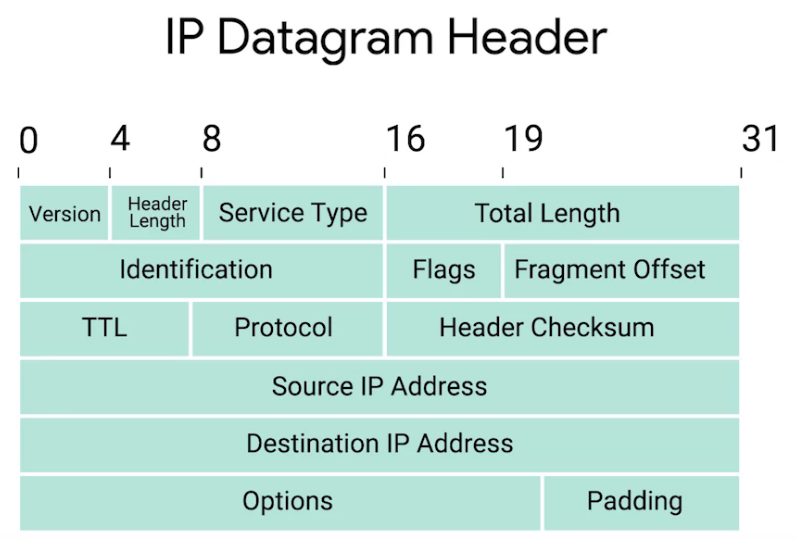 IP Datagram Header
0 4 8 16 19 31
Version Header Length Service Type Total Length
Identification Flags Fragment Offset
TTL Protocol Header Checksum
Source IP Address
Destination IP Address
Options Padding